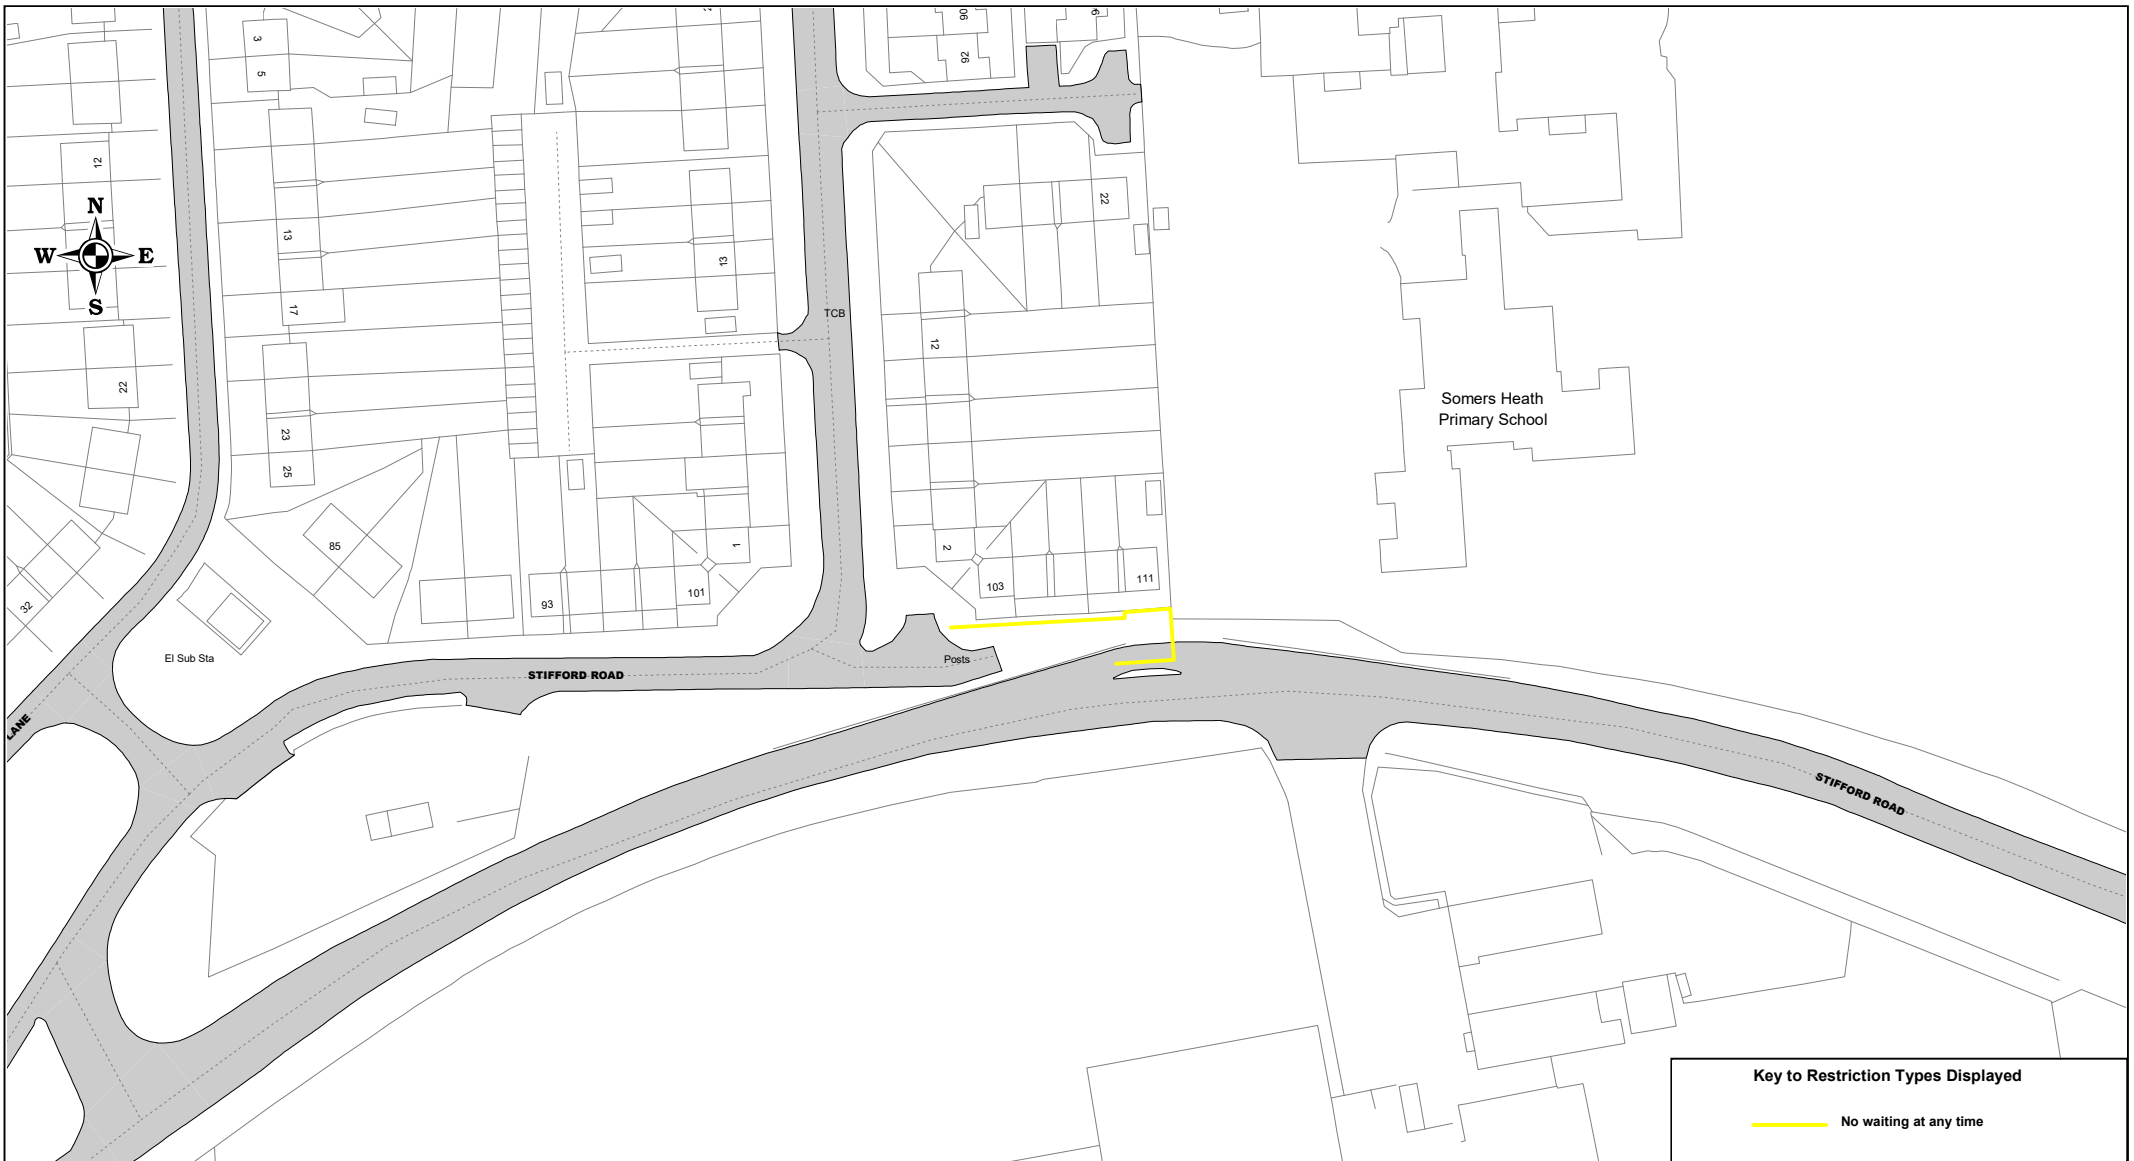 3
5
90
92
12
N
W E
S
13
17
22
13
22
TCB
12
23
25
Somers Heath
Primary School
85
1
2
32
93
101
103
111
El Sub Sta
Posts
STIFFORD ROAD
LANE
STIFFORD ROAD
Key to Restriction Types Displayed
No waiting at any time